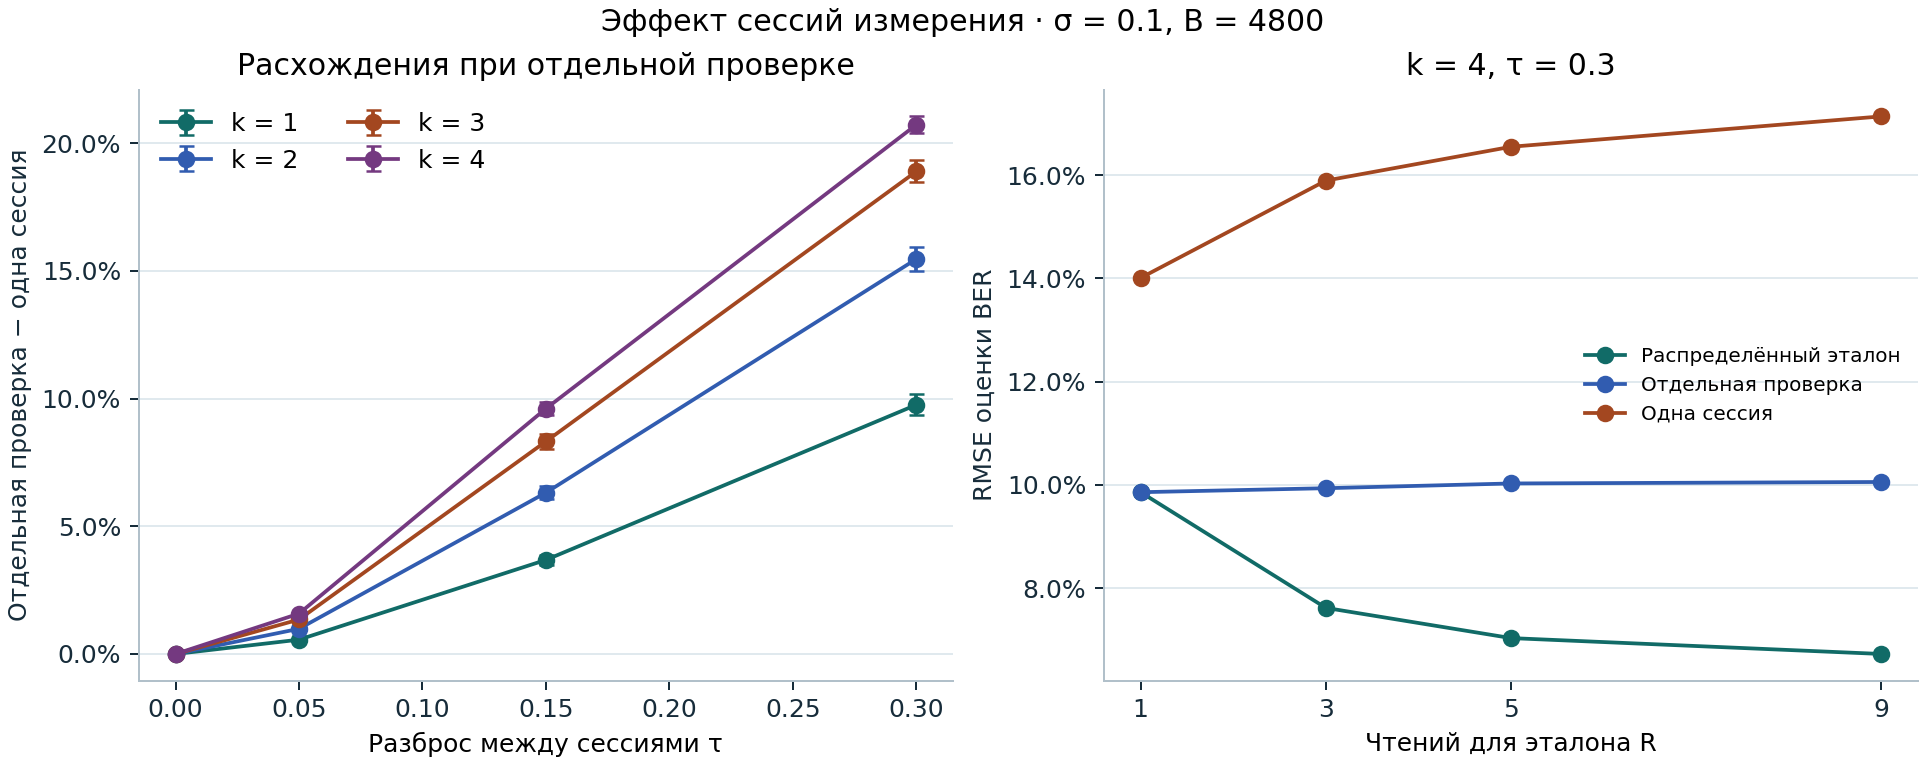 Эффект сессий измерения · σ = 0.1, B = 4800
Расхождения при отдельной проверке
Отдельная проверка − одна сессия
20.0%
15.0%
10.0%
5.0%
0.0%
k = 1
k = 2
k = 3
k = 4
0.00 0.05 0.10 0.15 0.20 0.25 0.30
Разброс между сессиями τ
k = 4, τ = 0.3
RMSE оценки BER
16.0%
14.0%
12.0%
10.0%
8.0%
Распределённый эталон
Отдельная проверка
Одна сессия
1 3 5 9
Чтений для эталона R